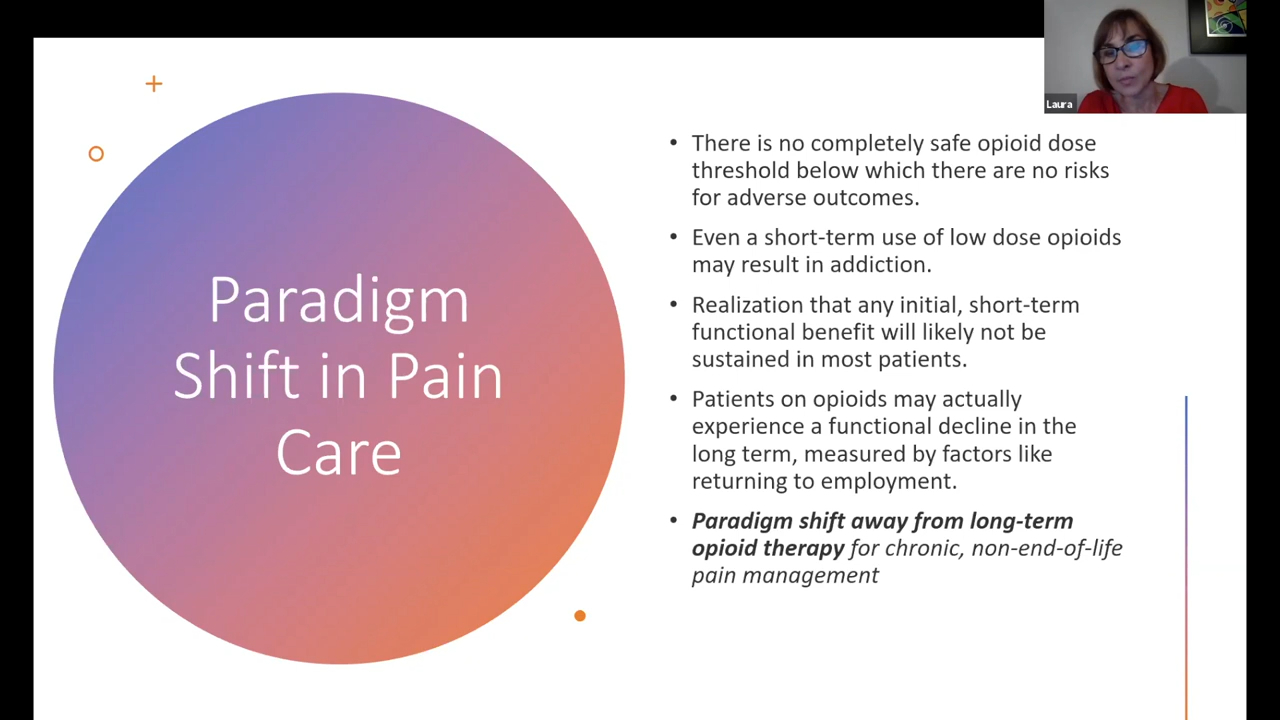 Laura
Paradigm
Shift in Pain
Care
• There is no completely safe opioid dose
threshold below which there are no risks
for adverse outcomes.
• Even a short-term use of low dose opioids
may result in addiction.
• Realization that any initial, short-term
functional benefit will likely not be
sustained in most patients.
• Patients on opioids may actually
experience a functional decline in the
long term, measured by factors like
returning to employment.
• Paradigm shift away from long-term
opioid therapy for chronic, non-end-of-life
pain management